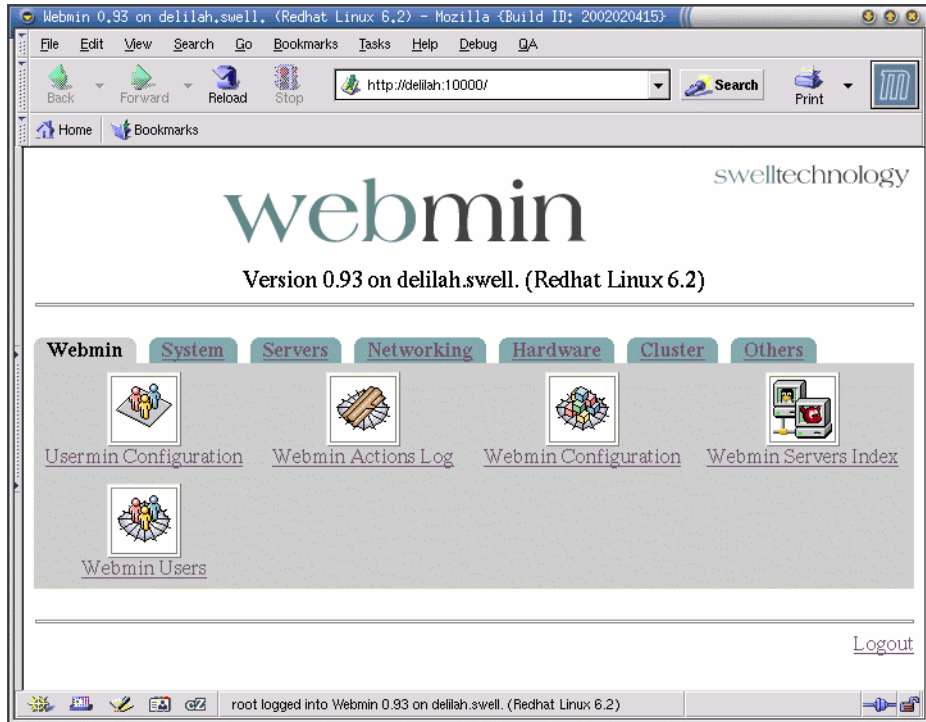 Webmin 0.93 on delilah.swell. (Redhat Linux 6.2) - Mozilla {Build ID: 2002020415}
File Edit View Search Go Bookmarks Tasks Help Debug QA
Back Forward Reload Stop http://delilah:10000/ Search Print
Home Bookmarks
swelltechnology
webmin
Version 0.93 on delilah.swell. (Redhat Linux 6.2)
Webmin System Servers Networking Hardware Cluster Others
Usermin Configuration Webmin Actions Log Webmin Configuration Webmin Servers Index
Webmin Users
Logout
root logged into Webmin 0.93 on delilah.swell. (Redhat Linux 6.2)